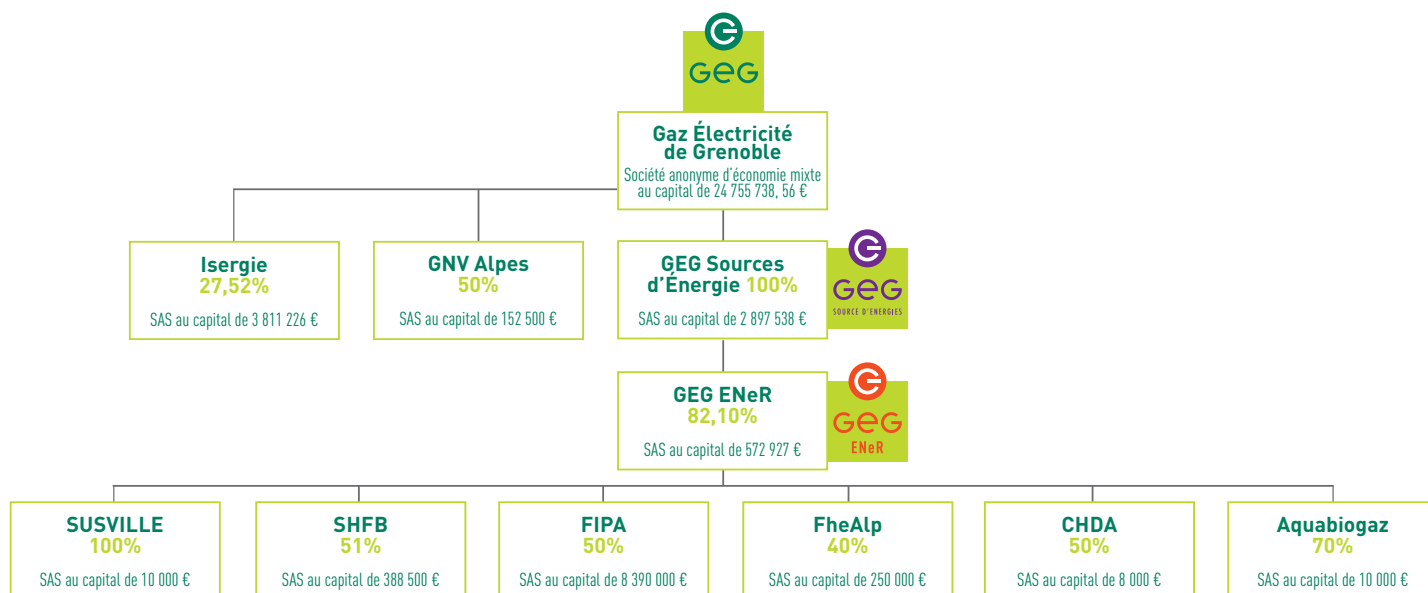 GEG
Gaz Électricité
de Grenoble
Société anonyme d'économie mixte
au capital de 24 755 738, 56 €
Isergie
27,52%
SAS au capital de 3 811 226 €
GNV Alpes
50%
SAS au capital de 152 500 €
GEG Sources
d'Énergie 100%
SAS au capital de 2 897 538 €
GEG
SOURCE D'ENERGIES
GEG ENeR
82,10%
SAS au capital de 572 927 €
GEG
ENeR
SUSVILLE
100%
SAS au capital de 10 000 €
SHFB
51%
SAS au capital de 388 500 €
FIPA
50%
SAS au capital de 8 390 000 €
FheAlp
40%
SAS au capital de 250 000 €
CHDA
50%
SAS au capital de 8 000 €
Aquabiogaz
70%
SAS au capital de 10 000 €